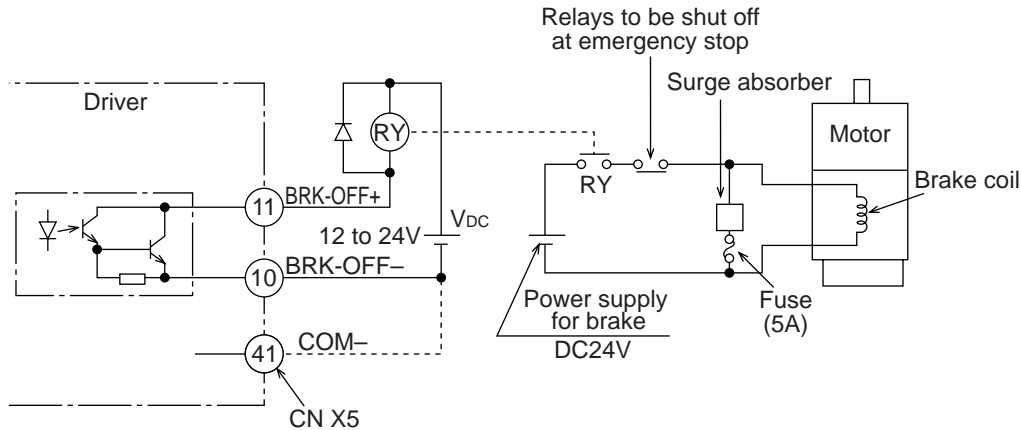 Relays to be shut off
at emergency stop
Surge absorber
Driver
RY
Motor
RY
Brake coil
11
BRK-OFF+
VDC
12 to 24V
10
BRK-OFF–
Power supply
for brake
DC24V
Fuse
(5A)
41
COM–
CN X5